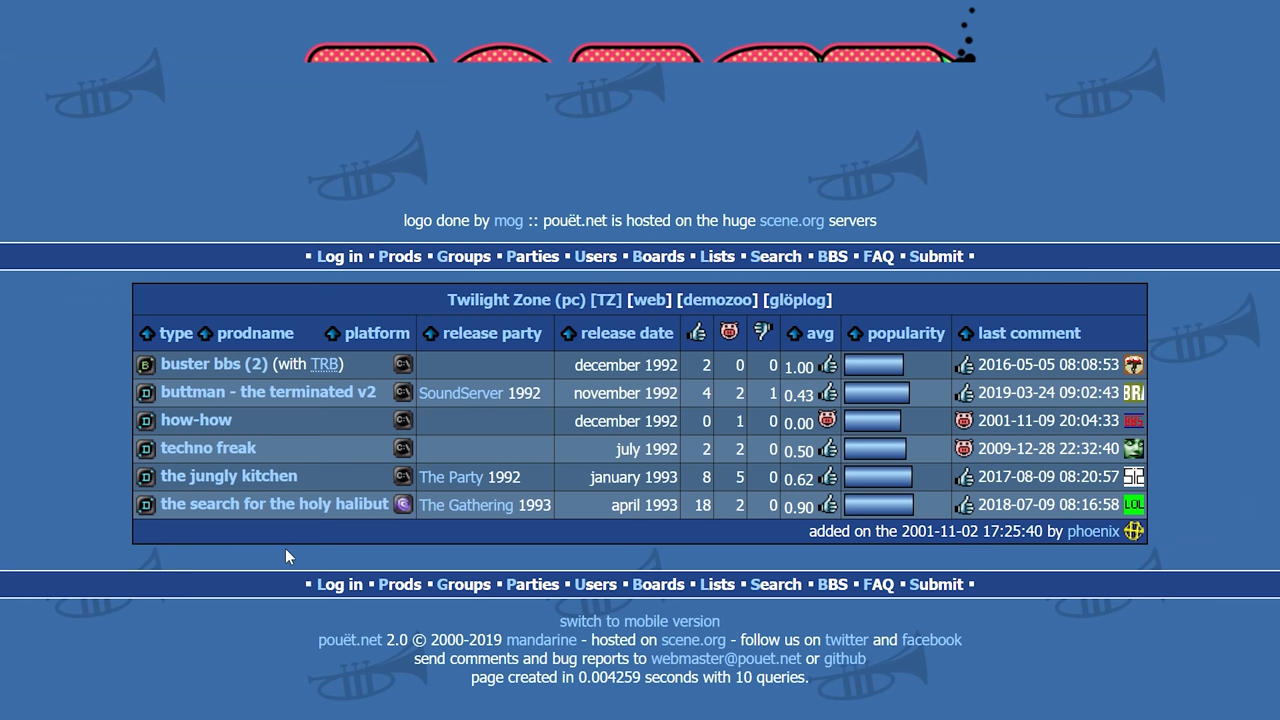 logo done by mog :: pouët.net is hosted on the huge scene.org servers
▪ Log in ▪ Prods ▪ Groups ▪ Parties ▪ Users ▪ Boards ▪ Lists ▪ Search ▪ BBS ▪ FAQ ▪ Submit ▪
Twilight Zone (pc) [TZ] [web] [demozoo] [glöplog]
type prodname platform release party release date avg popularity last comment
B buster bbs (2) (with TRB) C:\ december 1992 2 0 0 1.00 2016-05-05 08:08:53
D buttman - the terminated v2 C:\ SoundServer 1992 november 1992 4 2 1 0.43 2019-03-24 09:02:43 BRA
D how-how C:\ december 1992 0 1 0 0.00 2001-11-09 20:04:33 BBS
D techno freak C:\ july 1992 2 2 0 0.50 2009-12-28 22:32:40
D the jungly kitchen C:\ The Party 1992 january 1993 8 5 0 0.62 2017-08-09 08:20:57
D the search for the holy halibut The Gathering 1993 april 1993 18 2 0 0.90 2018-07-09 08:16:58 LOL
added on the 2001-11-02 17:25:40 by phoenix
▪ Log in ▪ Prods ▪ Groups ▪ Parties ▪ Users ▪ Boards ▪ Lists ▪ Search ▪ BBS ▪ FAQ ▪ Submit ▪
switch to mobile version
pouët.net 2.0 © 2000-2019 mandarine - hosted on scene.org - follow us on twitter and facebook
send comments and bug reports to webmaster@pouet.net or github
page created in 0.004259 seconds with 10 queries.